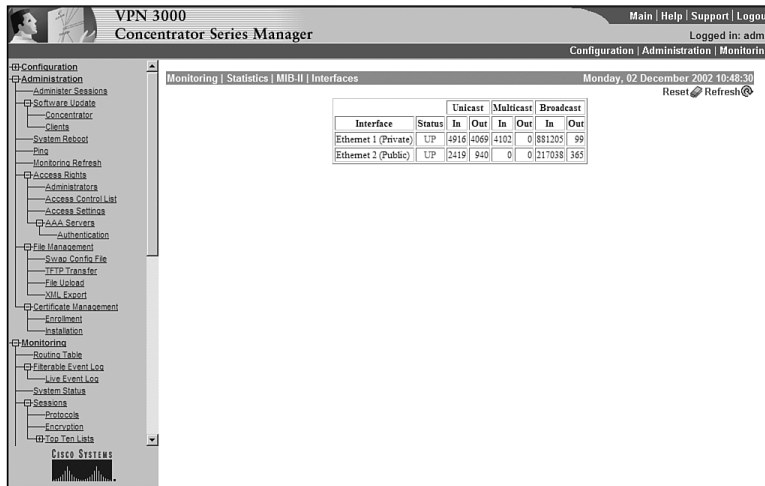 VPN 3000
Concentrator Series Manager
Main | Help | Support | Logou
Logged in: adm
Configuration | Administration | Monitorin
Configuration
Administration
Administer Sessions
Software Update
Concentrator
Clients
System Reboot
Ping
Monitoring Refresh
Access Rights
Administrators
Access Control List
Access Settings
AAA Servers
Authentication
File Management
Swap Config File
TFTP Transfer
File Upload
XML Export
Certificate Management
Enrollment
Installation
Monitoring
Routing Table
Filterable Event Log
Live Event Log
System Status
Sessions
Protocols
Encryption
Top Ten Lists
CISCO SYSTEMS
Monitoring | Statistics | MIB-II | Interfaces Monday, 02 December 2002 10:48:30
Reset Refresh
Unicast Multicast Broadcast
Interface Status In Out In Out In Out
Ethernet 1 (Private) UP 4916 4069 4102 0 881205 99
Ethernet 2 (Public) UP 2419 940 0 0 217038 365